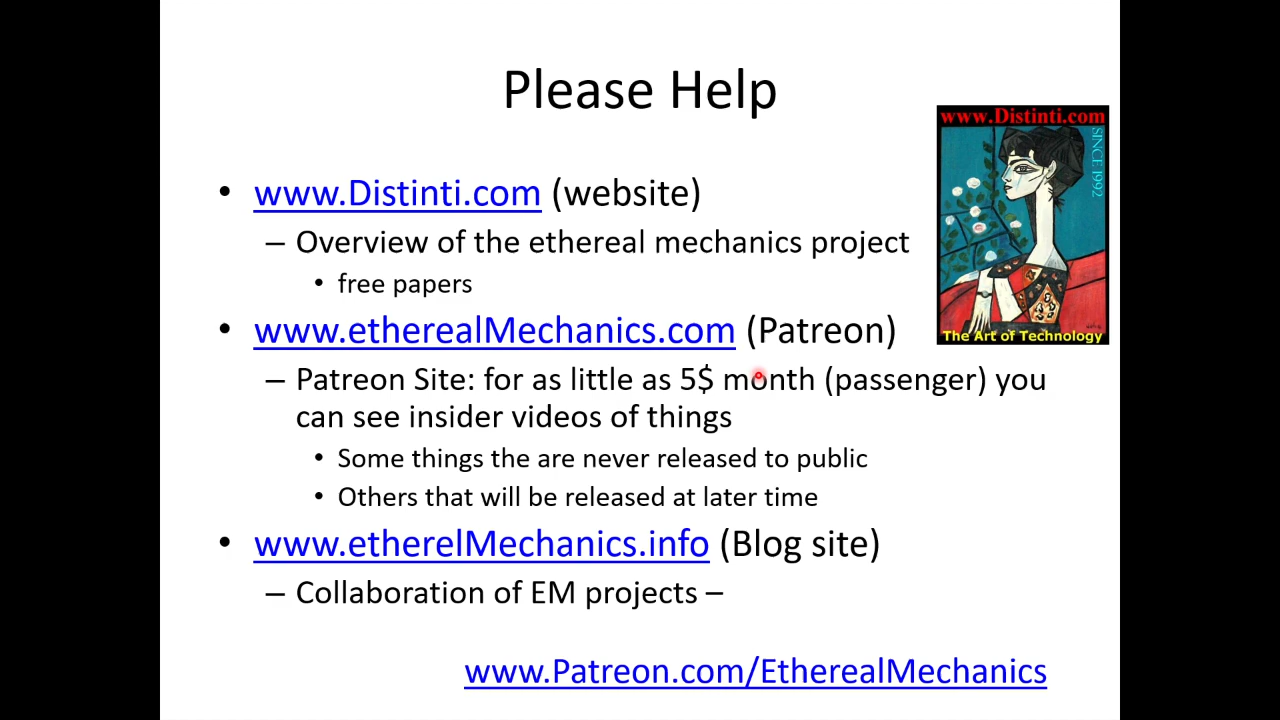 Please Help
www.Distinti.com
SINCE 1992
The Art of Technology
• www.Distinti.com (website)
– Overview of the ethereal mechanics project
• free papers
• www.etherealMechanics.com (Patreon)
– Patreon Site: for as little as 5$ month (passenger) you
can see insider videos of things
• Some things the are never released to public
• Others that will be released at later time
• www.etherelMechanics.info (Blog site)
– Collaboration of EM projects –
www.Patreon.com/EtherealMechanics